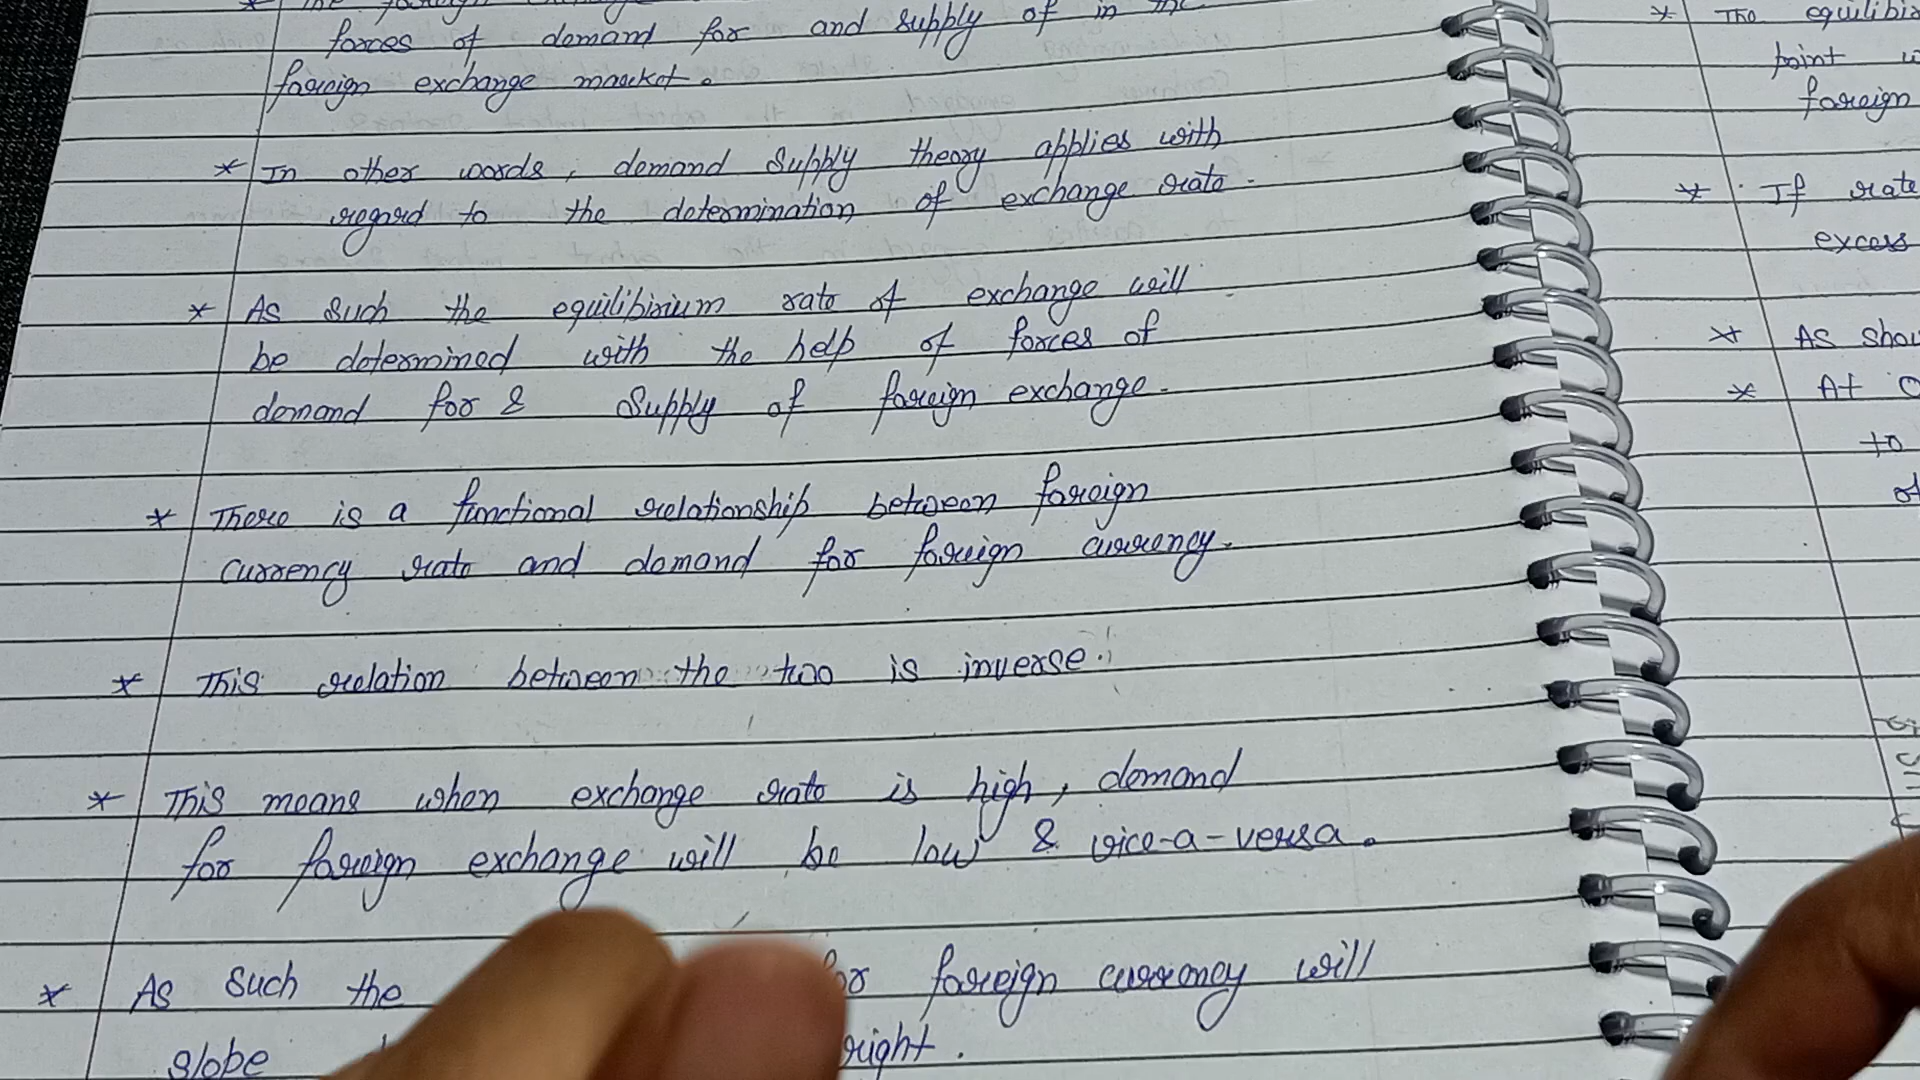 * The foreign exchange
forces of demand for and supply of in the
foreign exchange market.
* In other words, demand supply theory applies with
regard to the determination of exchange rate.
* As such the equilibirium rate of exchange will
be determined with the help of forces of
demand for & supply of foreign exchange.
* There is a functional relationship between foreign
currency rate and demand for foreign currency.
* This relation between the two is inverse.
* This means when exchange rate is high, demand
for foreign exchange will be low & vice-a-versa.
* As such the for foreign currency will
slope right.
* The equilibi
point
foreign
* If rate
excess
* As show
* At
to
of